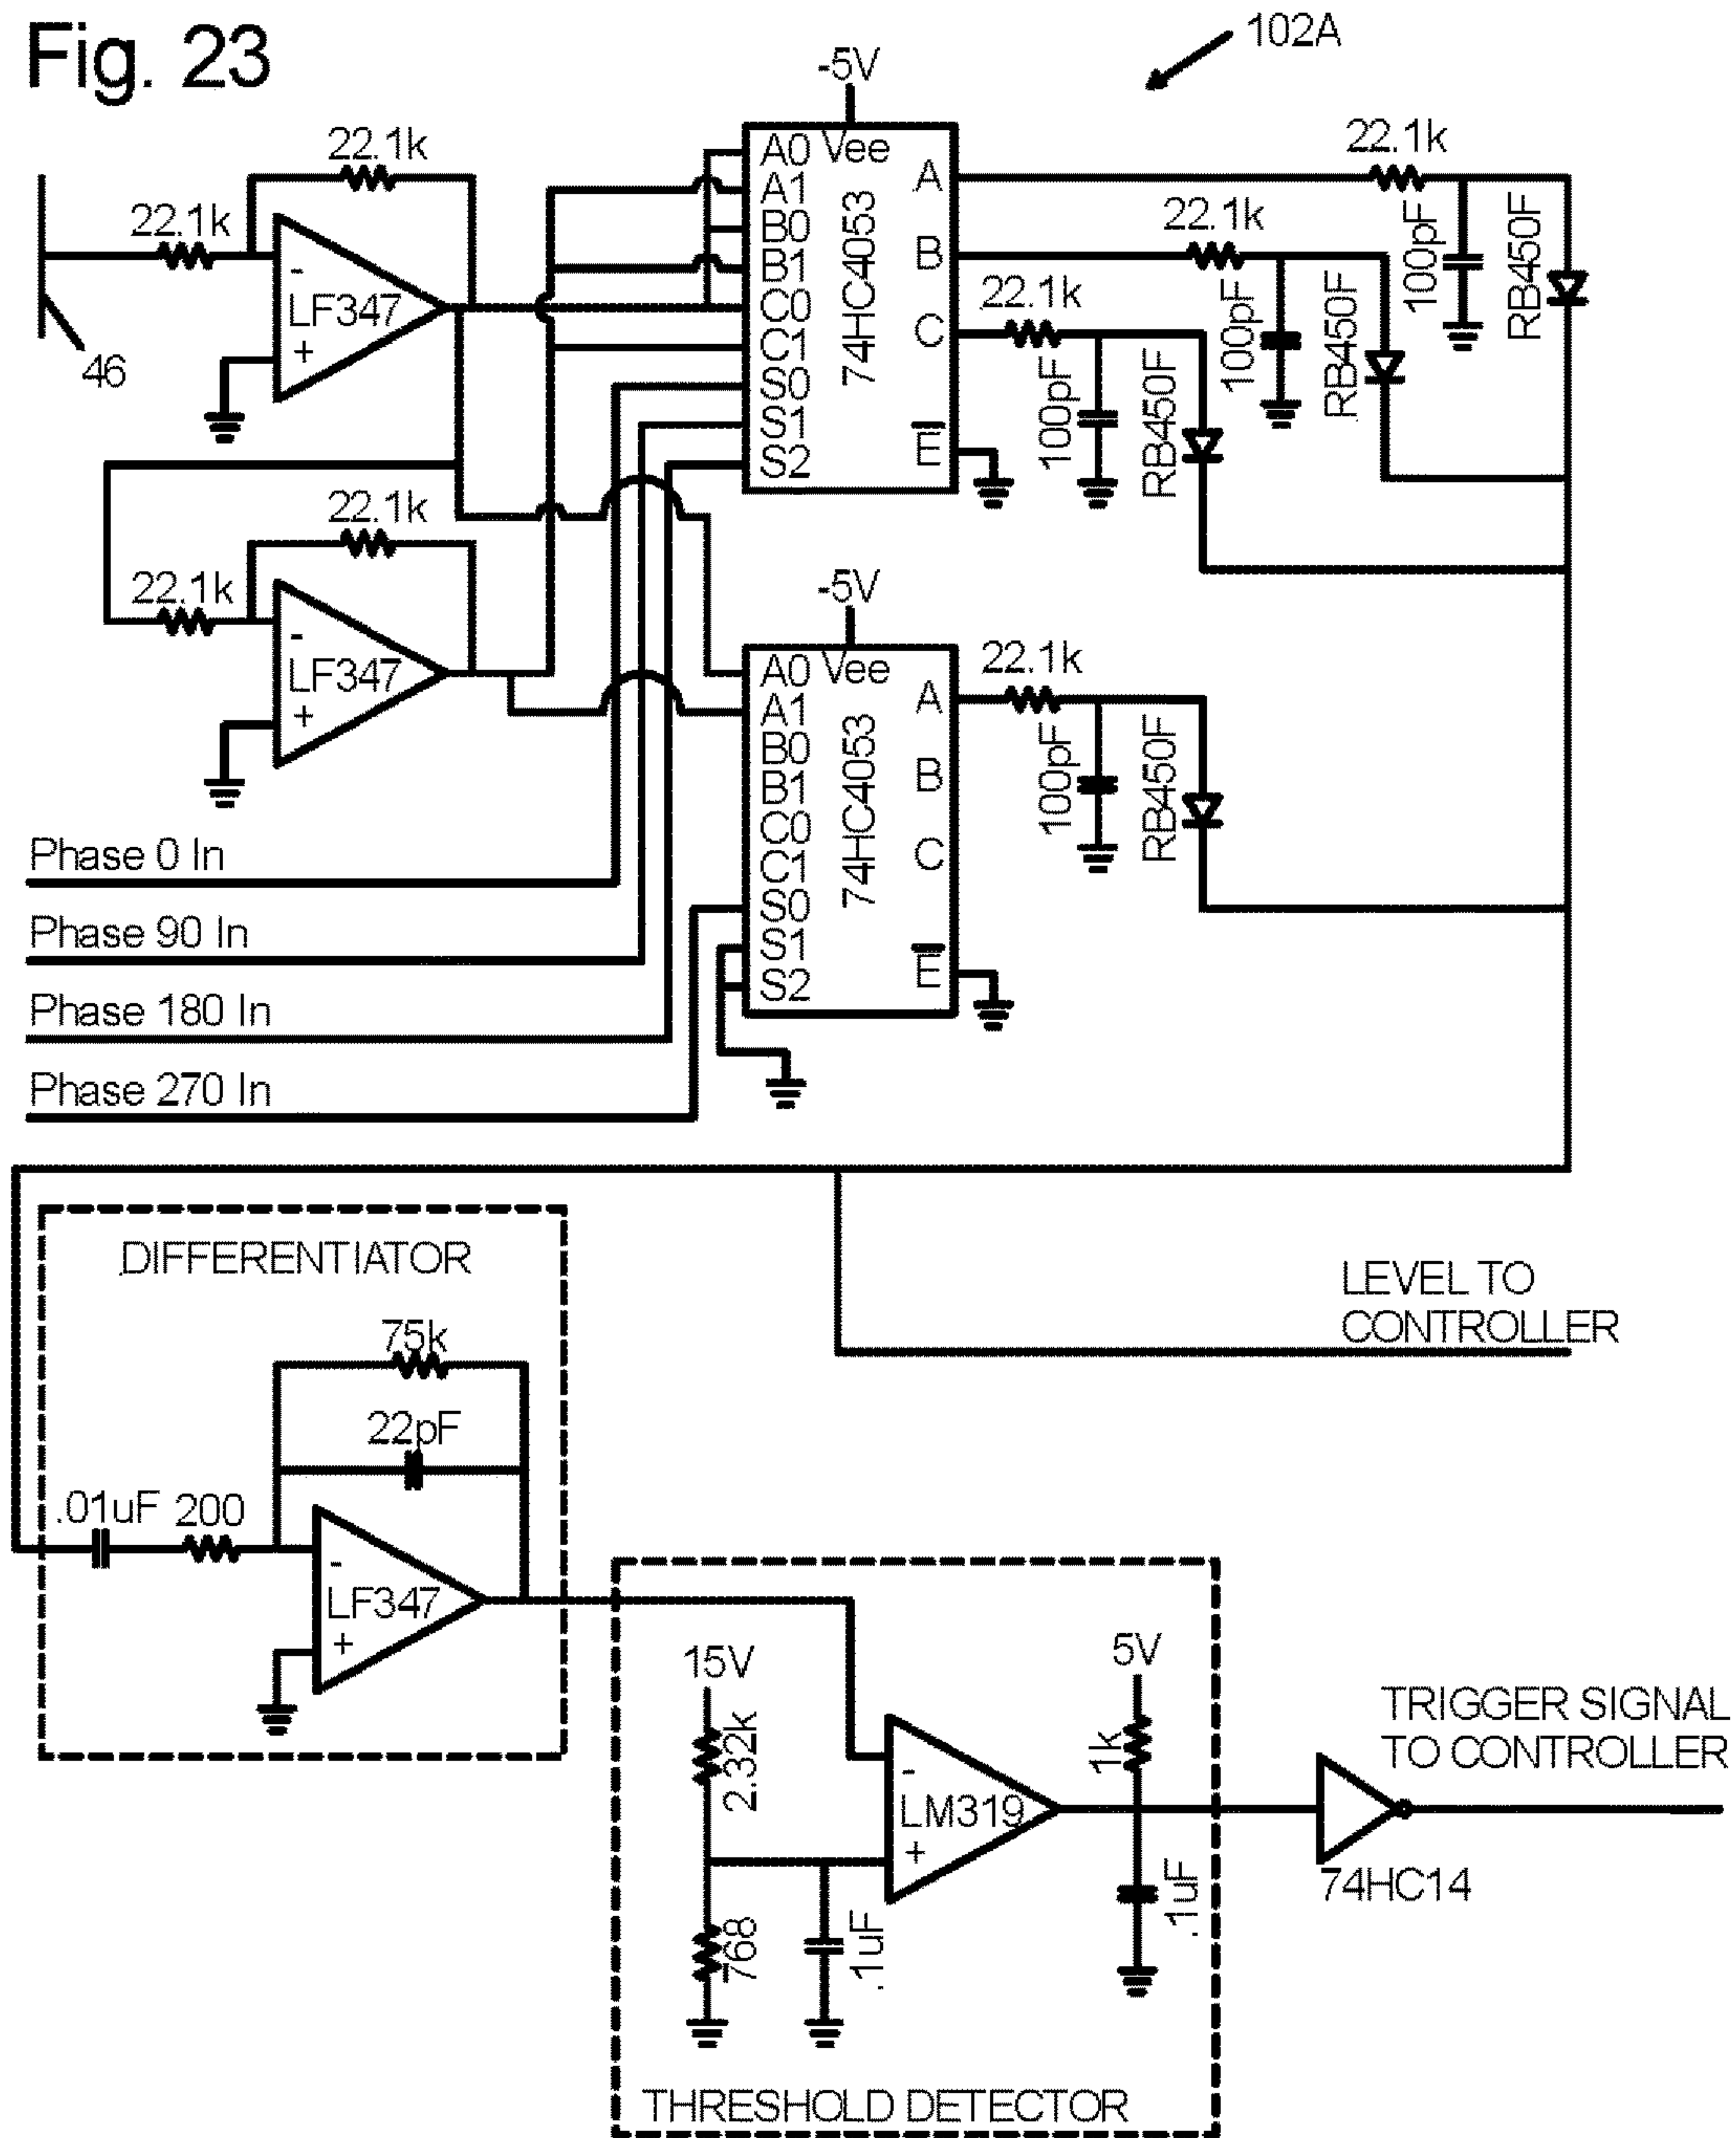 Fig. 23
102A
-5V
22.1k
22.1k
-
LF347
+
46
A0 Vee
A1
B0
B1
C0
C1
S0
S1
S2
74HC4053
A
B
C
E
22.1k
100pF
RB450F
22.1k
100pF
RB450F
22.1k
100pF
RB450F
22.1k
22.1k
-
LF347
+
-5V
A0 Vee
A1
B0
B1
C0
C1
S0
S1
S2
74HC4053
A
B
C
E
22.1k
100pF
RB450F
Phase 0 In
Phase 90 In
Phase 180 In
Phase 270 In
DIFFERENTIATOR
75k
22pF
.01uF 200
-
LF347
+
LEVEL TO
CONTROLLER
15V
2.32k
768
.1uF
-
LM319
+
5V
1k
.1uF
THRESHOLD DETECTOR
74HC14
TRIGGER SIGNAL
TO CONTROLLER